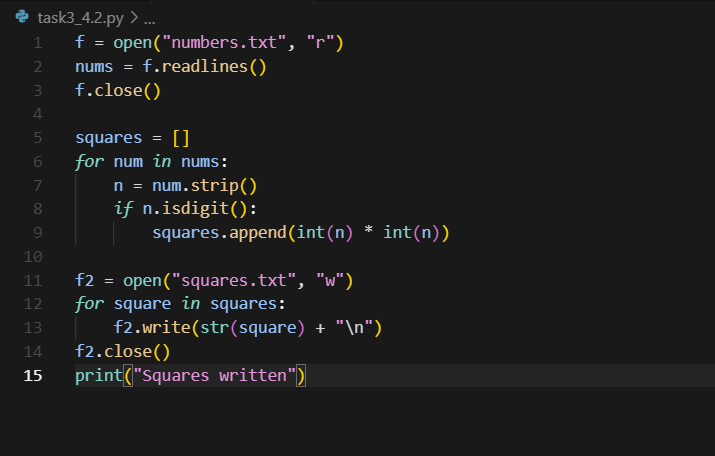 task3_4.2.py > ...
1 f = open("numbers.txt", "r")
2 nums = f.readlines()
3 f.close()
4
5 squares = []
6 for num in nums:
7     n = num.strip()
8     if n.isdigit():
9         squares.append(int(n) * int(n))
10
11 f2 = open("squares.txt", "w")
12 for square in squares:
13     f2.write(str(square) + "\n")
14 f2.close()
15 print("Squares written")